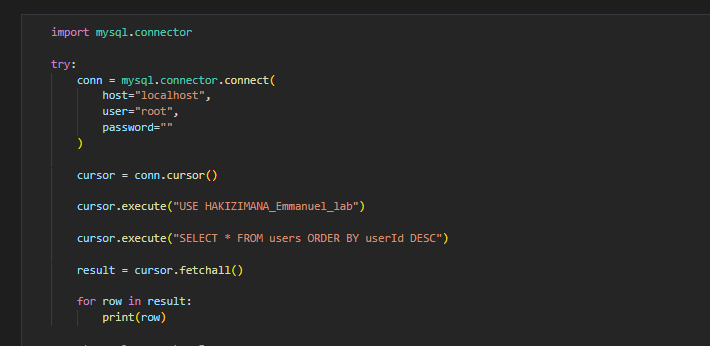 import mysql.connector
try:
conn = mysql.connector.connect(
host="localhost",
user="root",
password=""
)
cursor = conn.cursor()
cursor.execute("USE HAKIZIMANA_Emmanuel_lab")
cursor.execute("SELECT * FROM users ORDER BY userId DESC")
result = cursor.fetchall()
for row in result:
print(row)